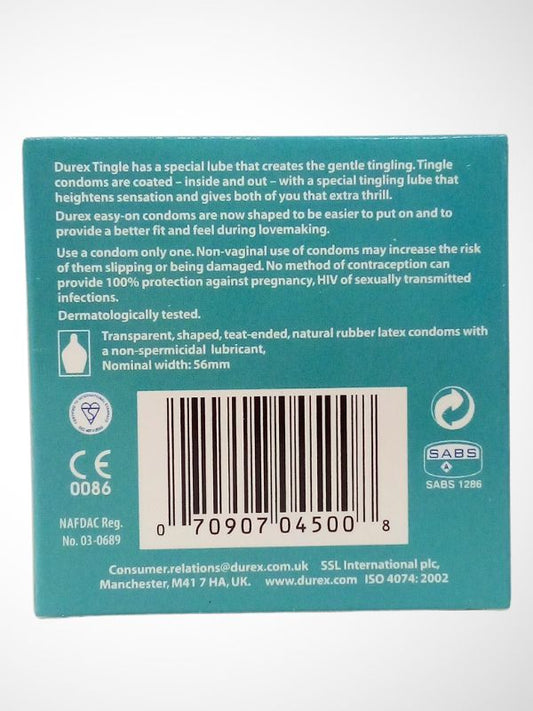 Durex Tingle has a special lube that creates the gentle tingling. Tingle
condoms are coated – inside and out – with a special tingling lube that
heightens sensation and gives both of you that extra thrill.
Durex easy-on condoms are now shaped to be easier to put on and to
provide a better fit and feel during lovemaking.
Use a condom only one. Non-vaginal use of condoms may increase the risk
of them slipping or being damaged. No method of contraception can
provide 100% protection against pregnancy, HIV of sexually transmitted
infections.
Dermatologically tested.
Transparent, shaped, teat-ended, natural rubber latex condoms with
a non-spermicidal lubricant,
Nominal width: 56mm
CE
0086
SABS
SABS 1286
NAFDAC Reg.
No. 03-0689
0 70907 04500 8
Consumer.relations@durex.com.uk SSL International plc,
Manchester, M41 7 HA, UK. www.durex.com ISO 4074: 2002